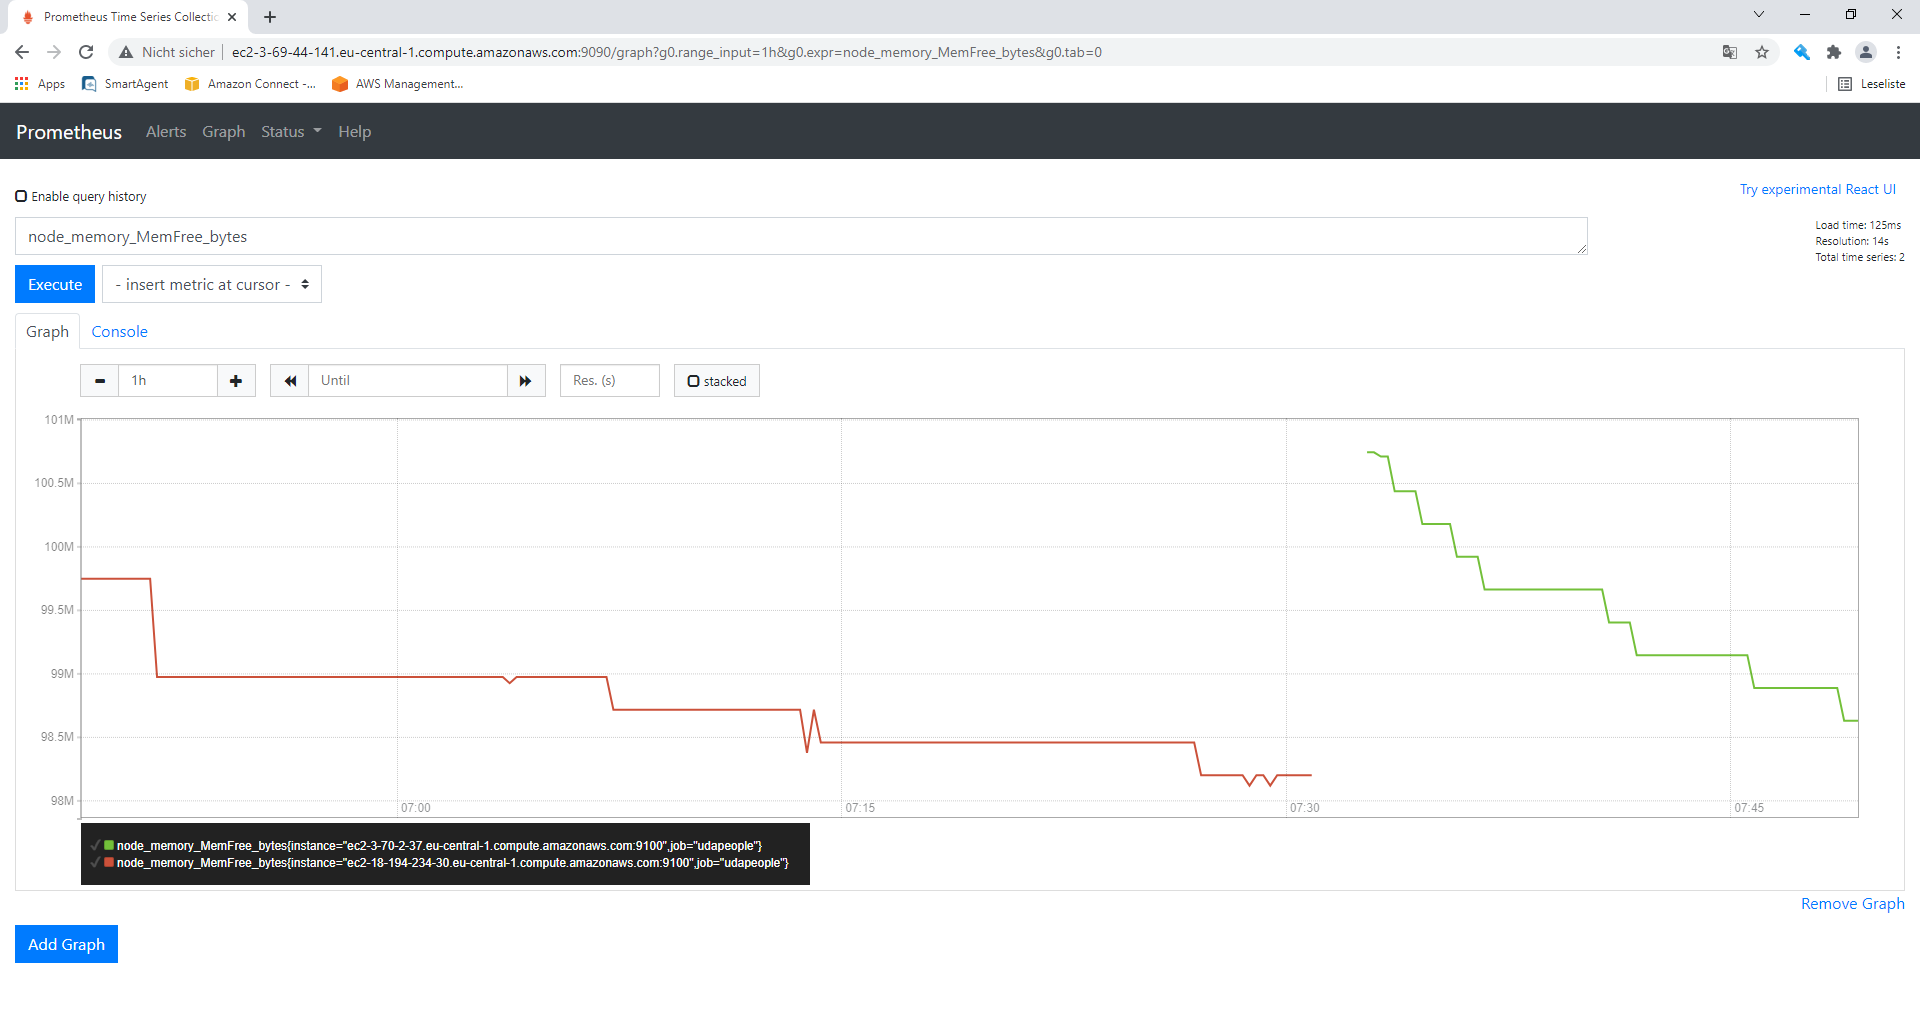 Prometheus Time Series Collectic
Nicht sicher ec2-3-69-44-141.eu-central-1.compute.amazonaws.com:9090/graph?g0.range_input=1h&g0.expr=node_memory_MemFree_bytes&g0.tab=0
Apps SmartAgent Amazon Connect -... AWS Management... Leseliste
Prometheus Alerts Graph Status Help
Enable query history
Try experimental React UI
node_memory_MemFree_bytes
Load time: 125ms
Resolution: 14s
Total time series: 2
Execute - insert metric at cursor -
Graph Console
1h Until Res. (s) stacked
101M
100.5M
100M
99.5M
99M
98.5M
98M
07:00 07:15 07:30 07:45
node_memory_MemFree_bytes{instance="ec2-3-70-2-37.eu-central-1.compute.amazonaws.com:9100",job="udapeople"}
node_memory_MemFree_bytes{instance="ec2-18-194-234-30.eu-central-1.compute.amazonaws.com:9100",job="udapeople"}
Remove Graph
Add Graph